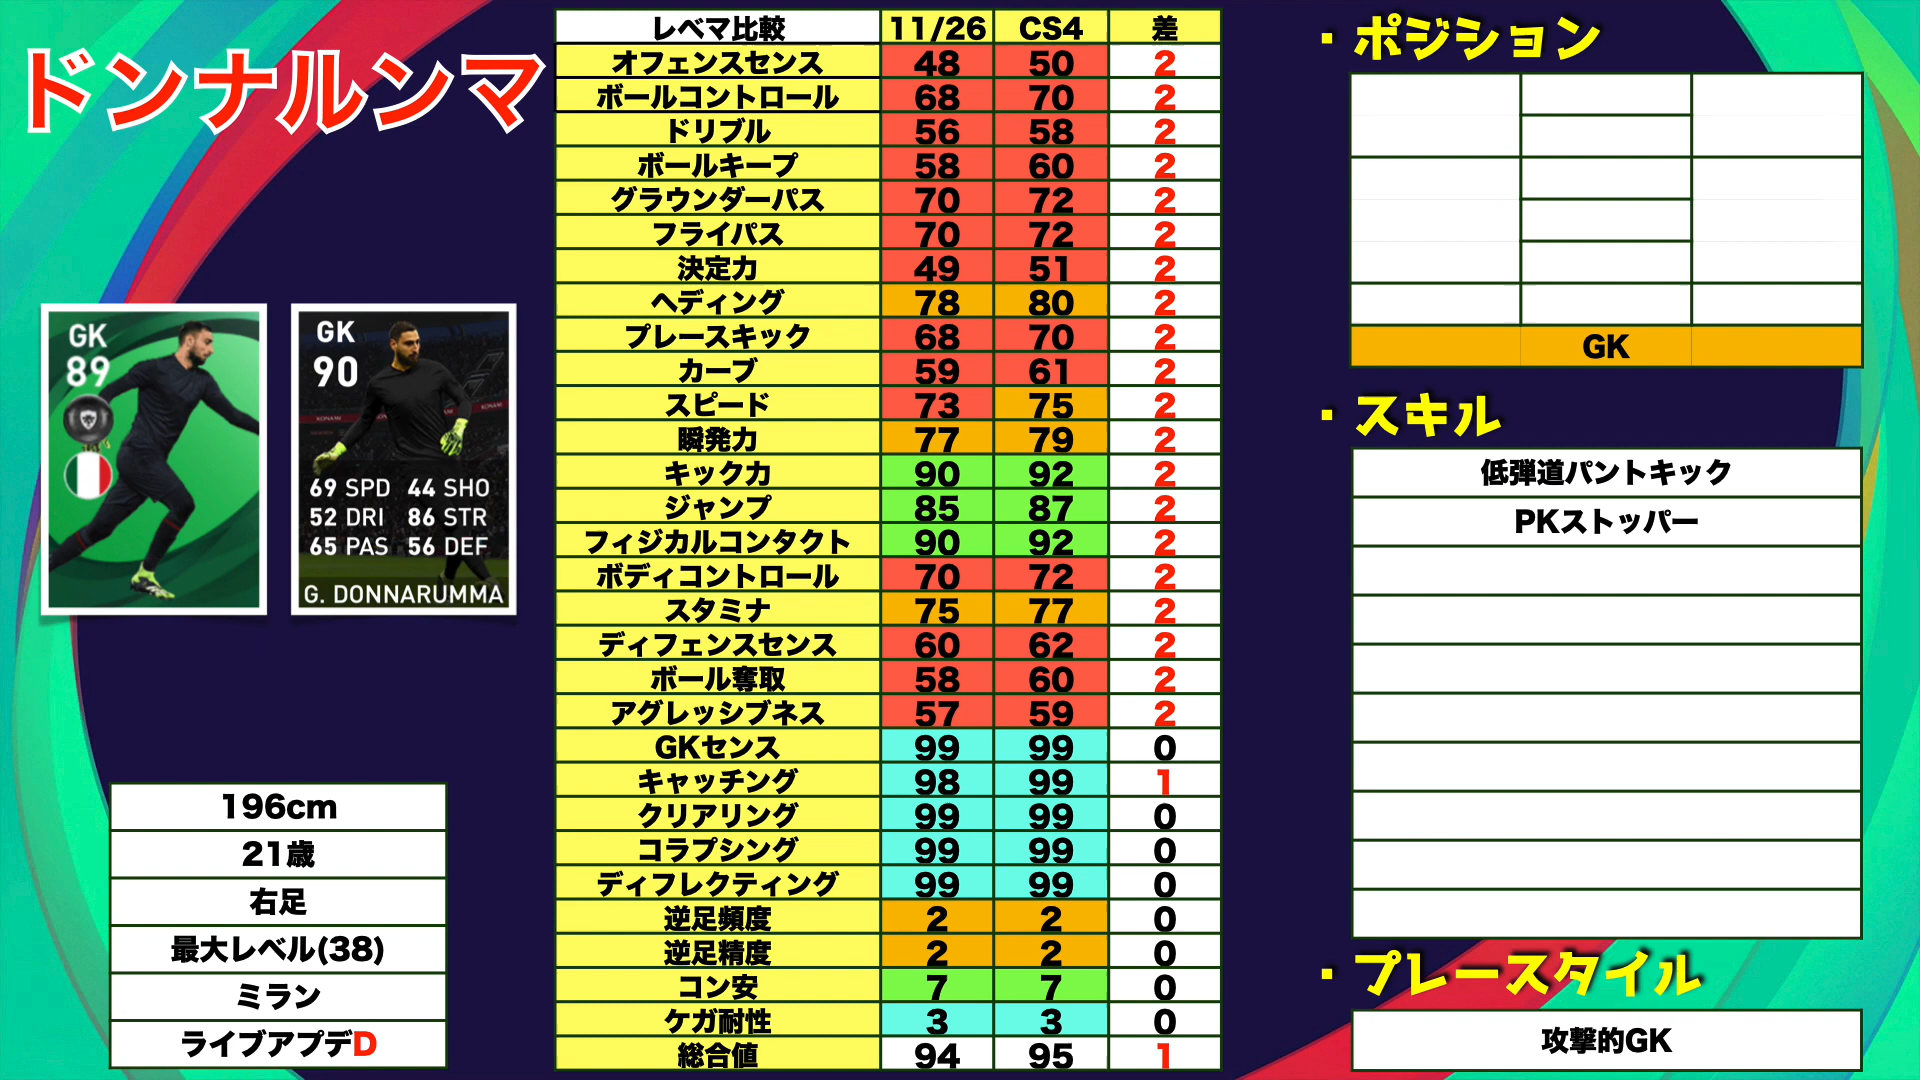 ドンナルンマ
GK
89
GK
90
KONAMI
KONAMI
69 SPD 44 SHO
52 DRI 86 STR
65 PAS 56 DEF
G. DONNARUMMA
196cm
21歳
右足
最大レベル(38)
ミラン
ライブアプデD
レベマ比較 11/26 CS4 差
オフェンスセンス 48 50 2
ボールコントロール 68 70 2
ドリブル 56 58 2
ボールキープ 58 60 2
グラウンダーパス 70 72 2
フライパス 70 72 2
決定力 49 51 2
ヘディング 78 80 2
プレースキック 68 70 2
カーブ 59 61 2
スピード 73 75 2
瞬発力 77 79 2
キック力 90 92 2
ジャンプ 85 87 2
フィジカルコンタクト 90 92 2
ボディコントロール 70 72 2
スタミナ 75 77 2
ディフェンスセンス 60 62 2
ボール奪取 58 60 2
アグレッシブネス 57 59 2
GKセンス 99 99 0
キャッチング 98 99 1
クリアリング 99 99 0
コラプシング 99 99 0
ディフレクティング 99 99 0
逆足頻度 2 2 0
逆足精度 2 2 0
コン安 7 7 0
ケガ耐性 3 3 0
総合値 94 95 1
・ポジション
GK
・スキル
低弾道パントキック
PKストッパー
・プレースタイル
攻撃的GK